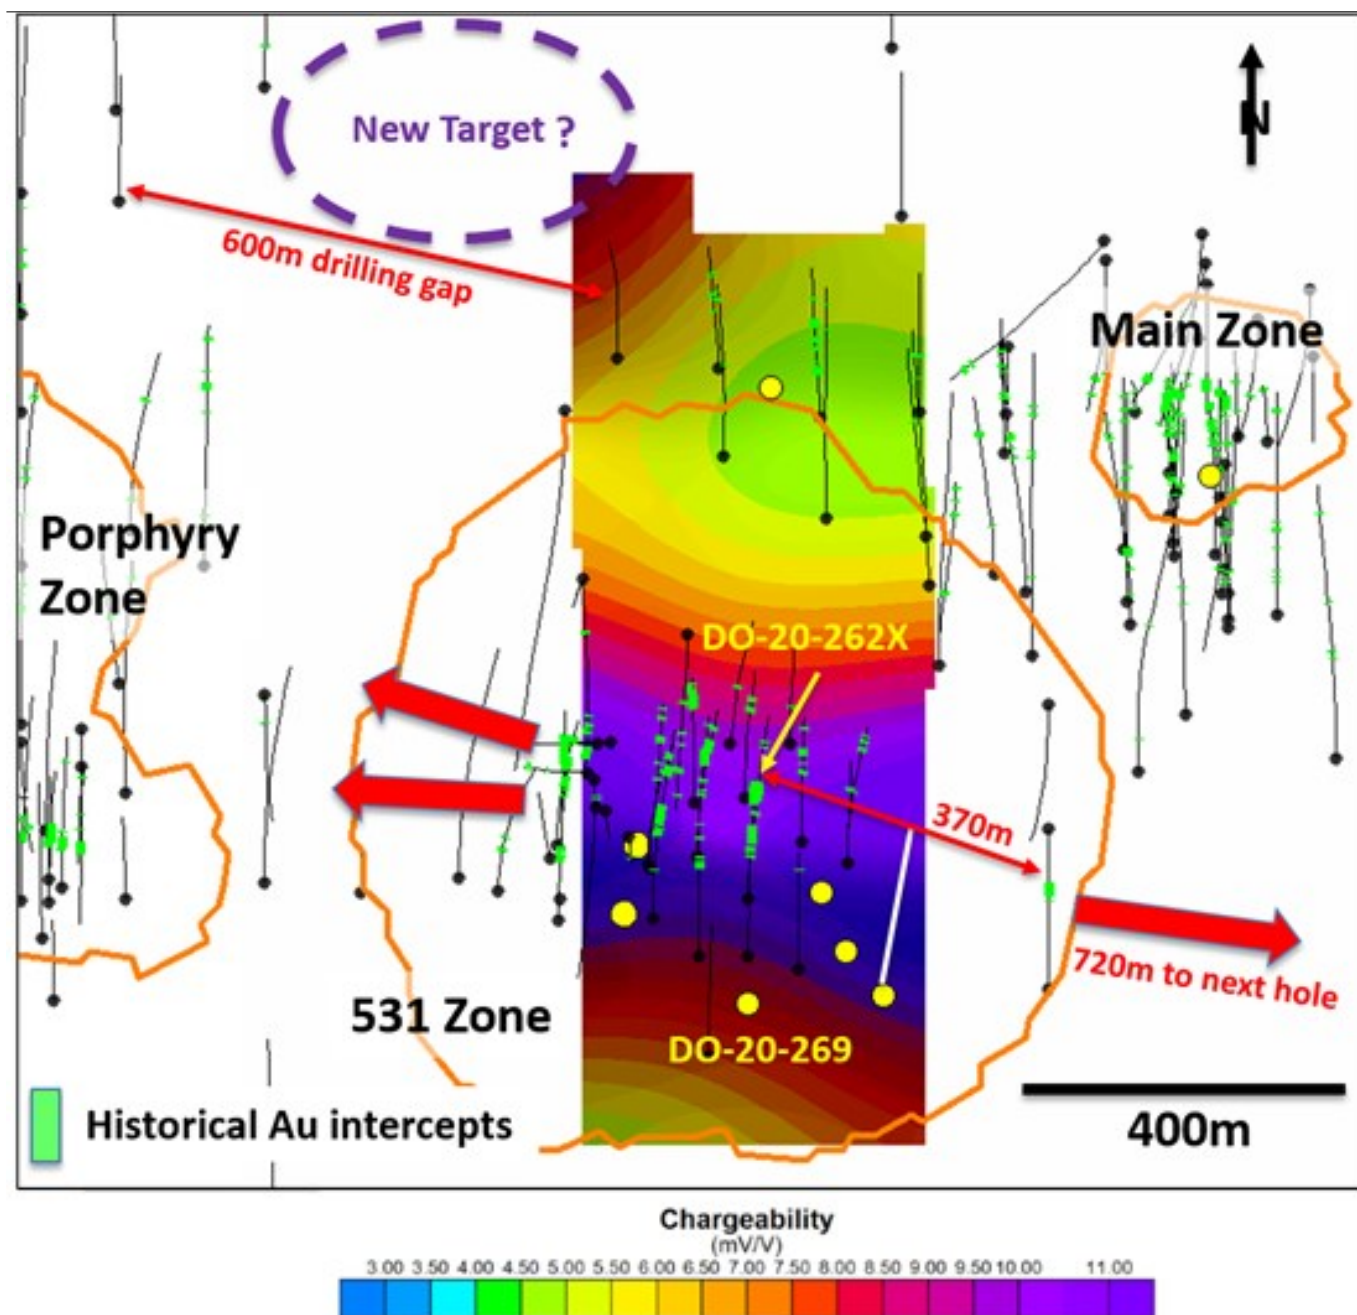 New Target ?
N
600m drilling gap
Main Zone
Porphyry
Zone
DO-20-262X
370m
720m to next hole
531 Zone
DO-20-269
Historical Au intercepts
400m
Chargeability
(mV/V)
3.00 3.50 4.00 4.50 5.00 5.50 6.00 6.50 7.00 7.50 8.00 8.50 9.00 9.50 10.00 11.00